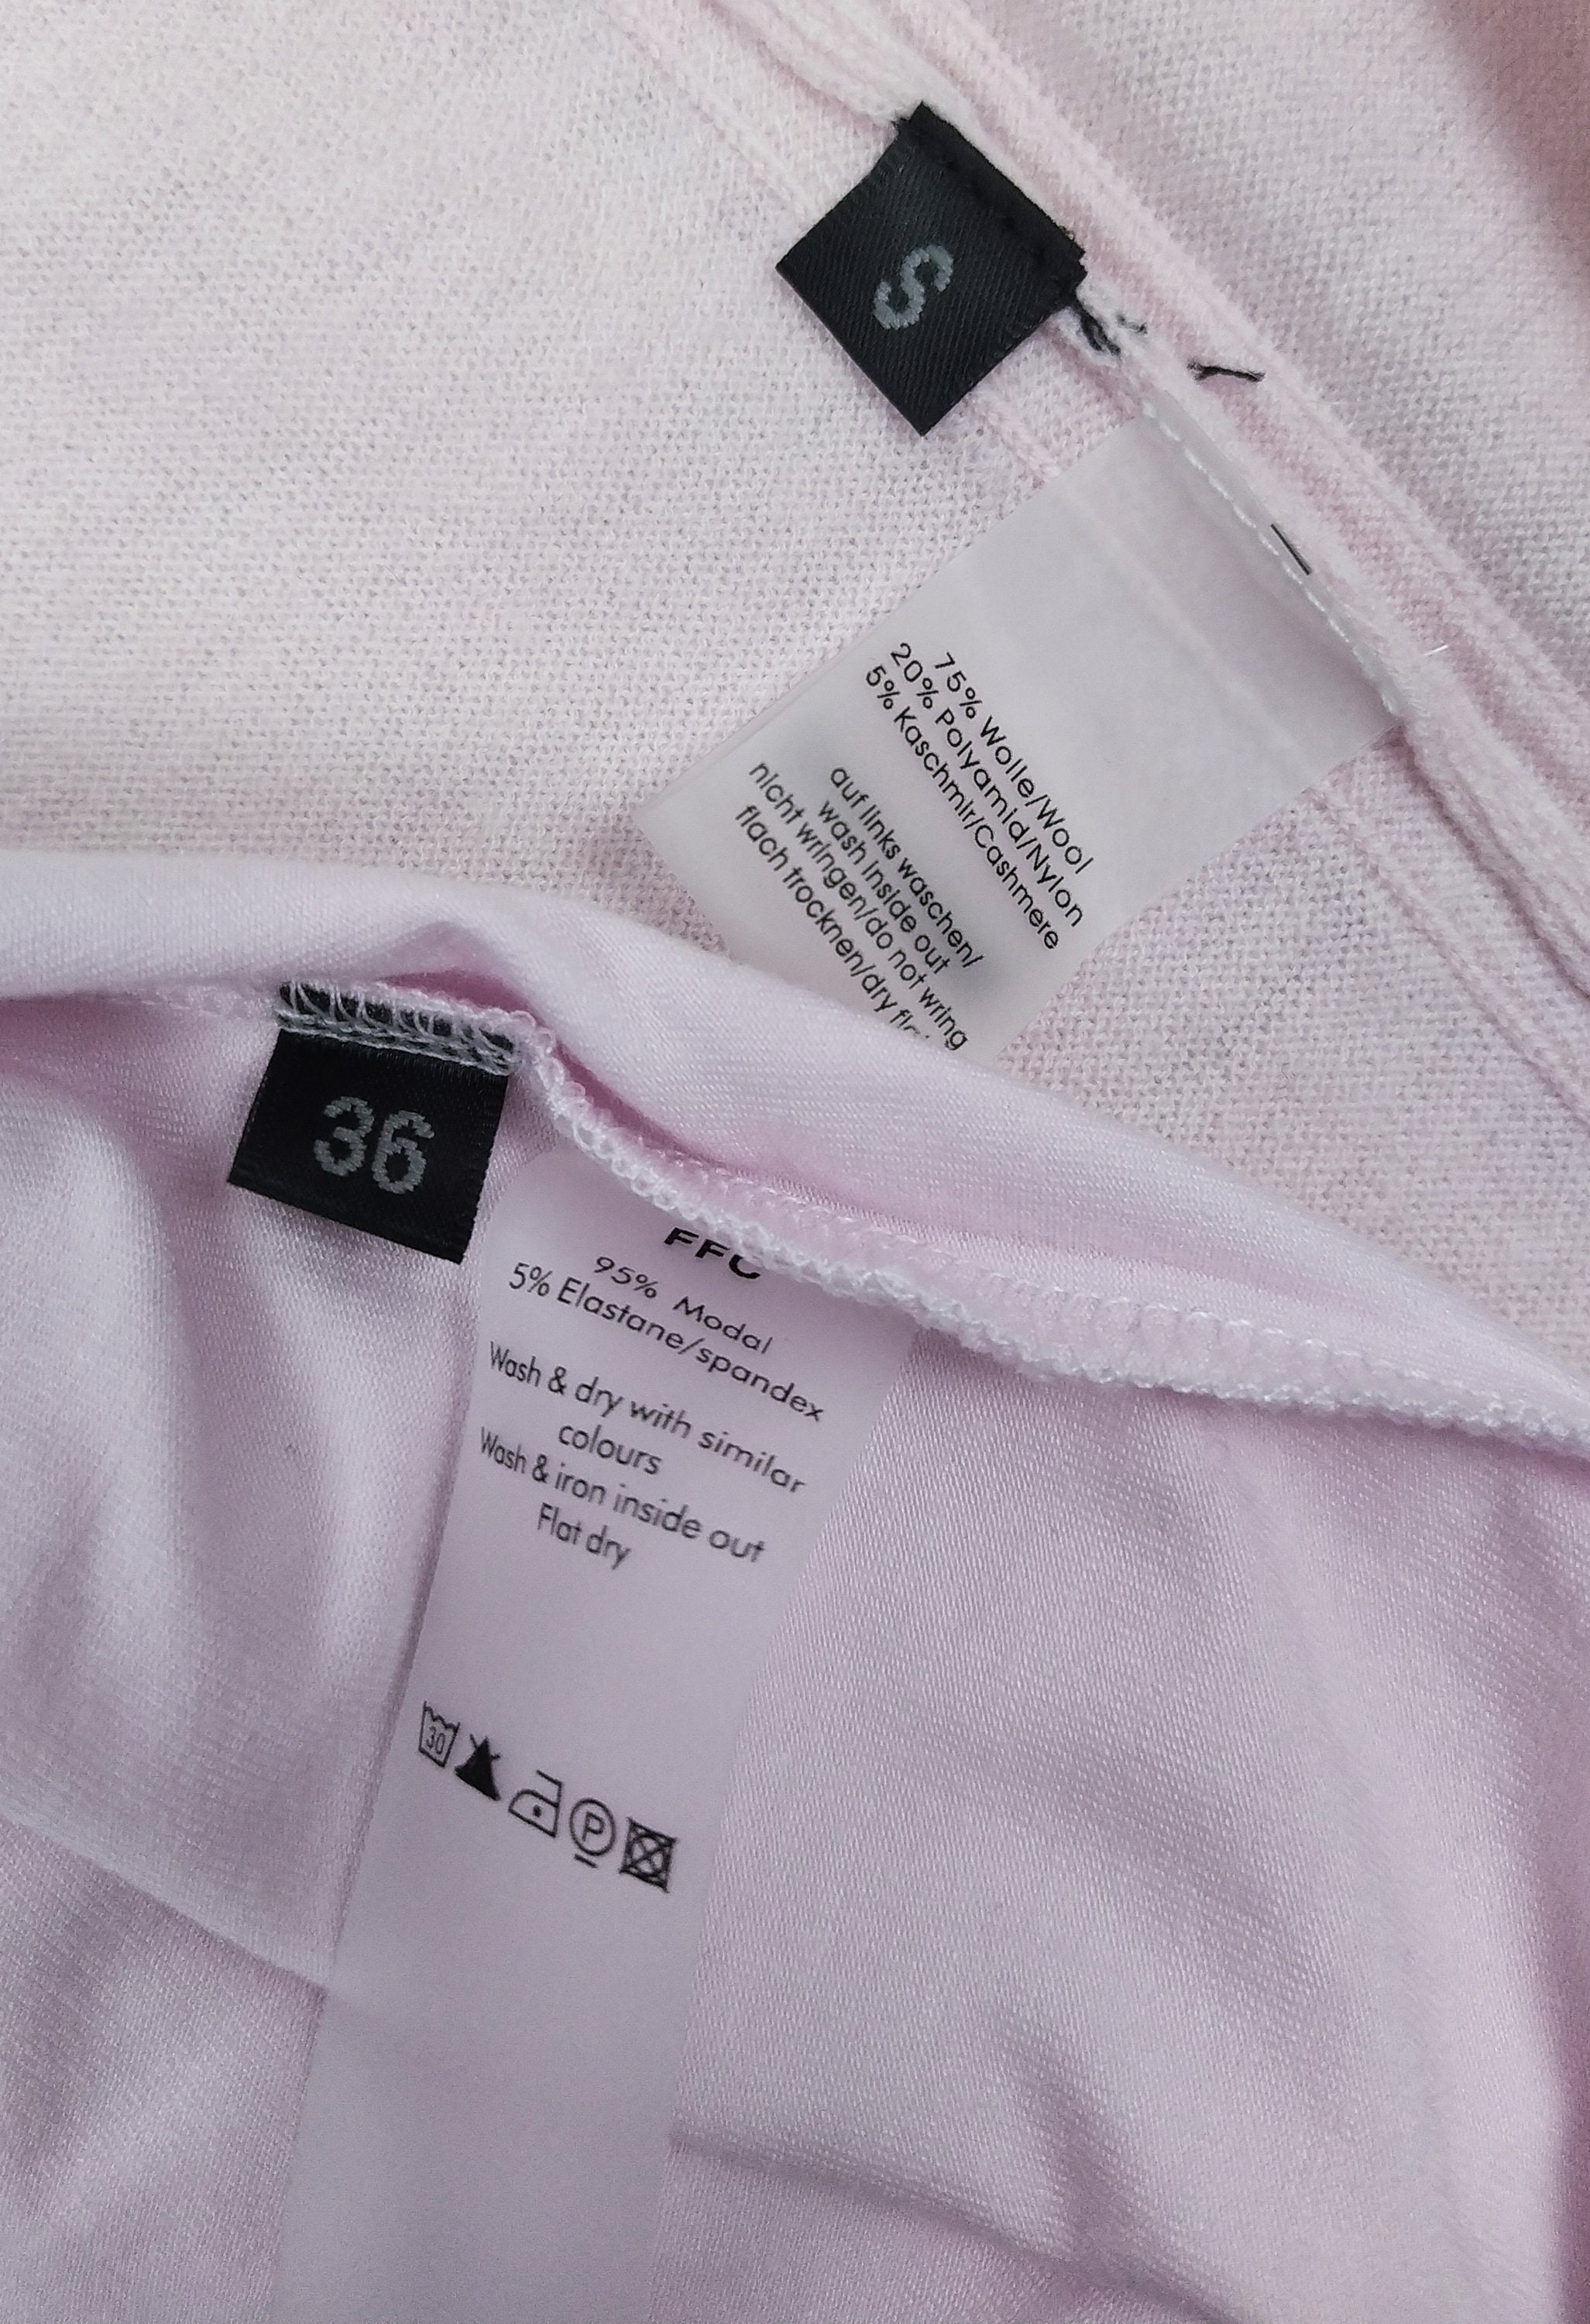 S
75% Wolle/Wool
20% Polyamid/Nylon
5% Kaschmir/Cashmere
auf links waschen/
wash inside out
nicht wringen/do not wring
flach trocknen/dry
36
95% Modal
5% Elastane/spandex
Wash & dry with similar
colours
Wash & iron inside out
Flat dry
30
P